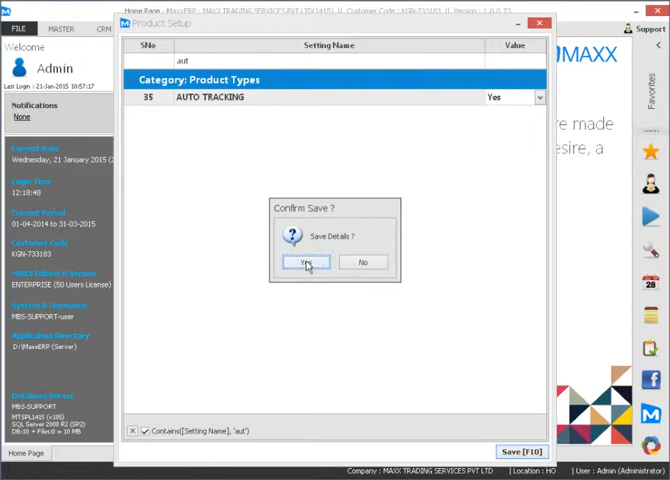 Home Page - MaxxERP :: MAXX TRADING SERVICES PVT LTD(1415) || Customer Code : KGN-733183 || Version : 1.0.0.73
FILE
MASTER
CRM
Support
Welcome
Admin
Last Login : 21-Jan-2015 10:57:17
Notifications
None
Current Date
Wednesday, 21 January 2015
Login Time
12:18:48
Current Period:
01-04-2014 to 31-03-2015
Customer Code
KGN-733183
MAXX Edition & Version
ENTERPRISE (50 Users License)
System & Username
MBS-SUPPORT-user
Application Directory
D:\MaxxERP (Server)
Database Server
MBS-SUPPORT
MTSPL1415 (v185)
SQL Server 2008 R2 (SP2)
DB:10 + Files:0 = 10 MB
Home Page
Product Setup
SNo
Setting Name
Value
aut
Category: Product Types
35
AUTO TRACKING
Yes
Confirm Save ?
Save Details ?
Yes
No
Contains([Setting Name], 'aut')
Save [F10]
MAXX
re made
esire, a
Favorites
28
Company : MAXX TRADING SERVICES PVT LTD
Location : HO
User : Admin (Administrator)